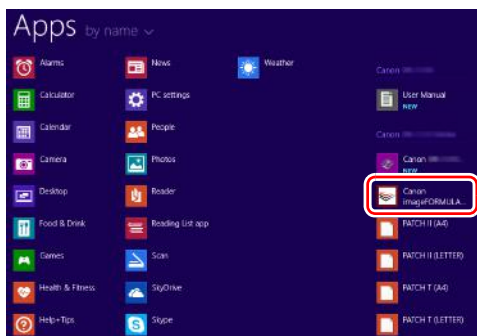 Apps by name
Alarms
Calculator
Calendar
Camera
Desktop
Food & Drink
Games
Health & Fitness
Help+Tips
News
PC settings
People
Photos
Reader
Reading List app
Scan
SkyDrive
Skype
Weather
Canon
User Manual
NEW
Canon
Canon
NEW
Canon
imageFORMULA...
PATCH II (A4)
PATCH II (LETTER)
PATCH T (A4)
PATCH T (LETTER)